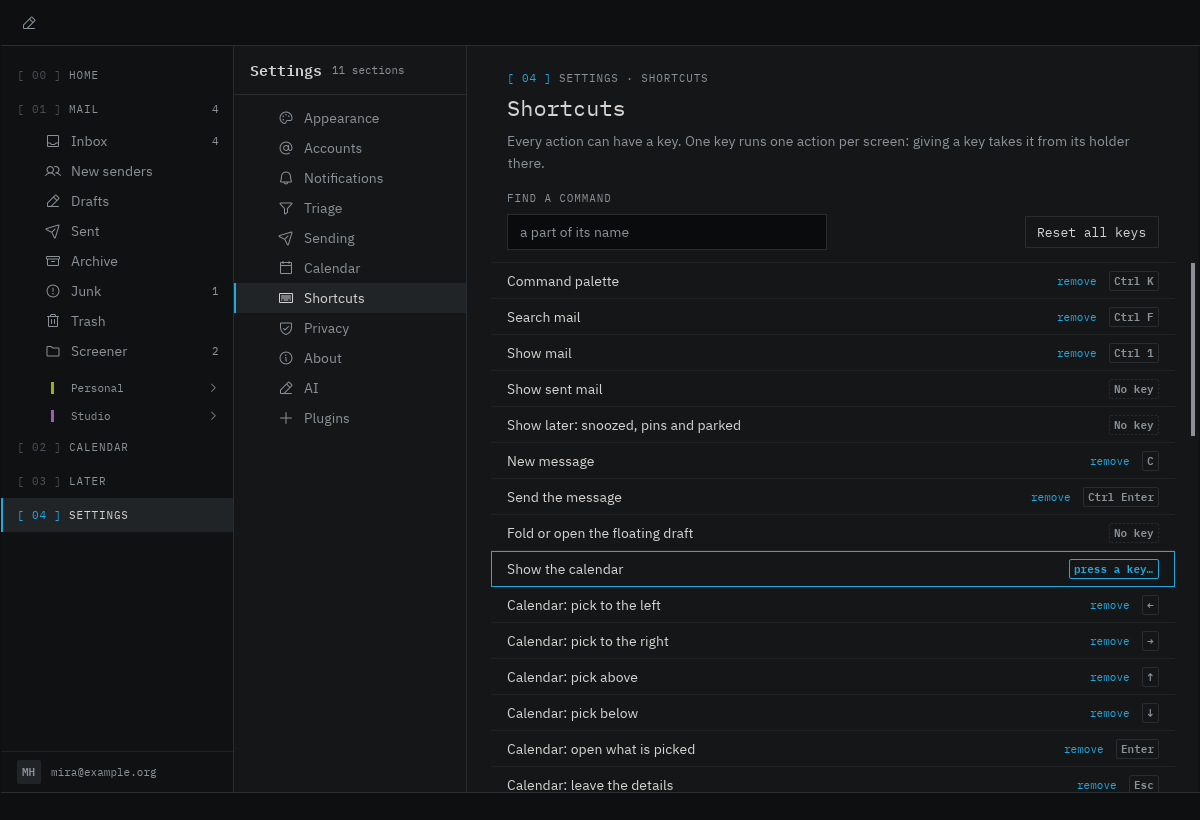 [ 00 ] HOME
[ 01 ] MAIL 4
Inbox 4
New senders
Drafts
Sent
Archive
Junk 1
Trash
Screener 2
Personal
Studio
[ 02 ] CALENDAR
[ 03 ] LATER
[ 04 ] SETTINGS
MH mira@example.org
Settings 11 sections
Appearance
Accounts
Notifications
Triage
Sending
Calendar
Shortcuts
Privacy
About
AI
Plugins
[ 04 ] SETTINGS · SHORTCUTS
Shortcuts
Every action can have a key. One key runs one action per screen: giving a key takes it from its holder
there.
FIND A COMMAND
a part of its name Reset all keys
Command palette remove Ctrl K
Search mail remove Ctrl F
Show mail remove Ctrl 1
Show sent mail No key
Show later: snoozed, pins and parked No key
New message remove C
Send the message remove Ctrl Enter
Fold or open the floating draft No key
Show the calendar press a key…
Calendar: pick to the left remove ←
Calendar: pick to the right remove →
Calendar: pick above remove ↑
Calendar: pick below remove ↓
Calendar: open what is picked remove Enter
Calendar: leave the details remove Esc